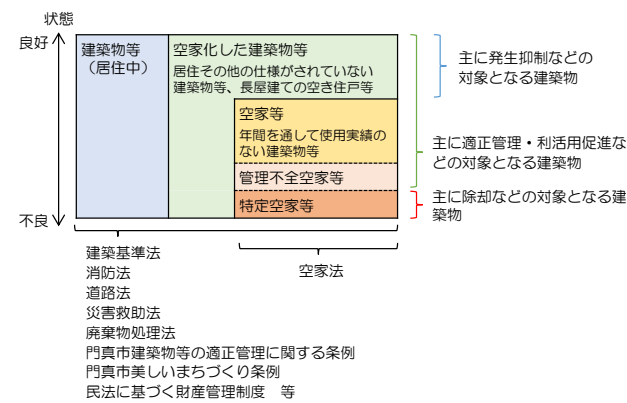 状態
良好
不良
建築物等
（居住中）
空家化した建築物等
居住その他の仕様がされていない
建築物等、長屋建ての空き住戸等
空家等
年間を通して使用実績の
ない建築物等
管理不全空家等
特定空家等
主に発生抑制などの
対象となる建築物
主に適正管理・利活用促進な
どの対象となる建築物
主に除却などの対象となる建
築物
建築基準法
消防法
道路法
災害救助法
廃棄物処理法
門真市建築物等の適正管理に関する条例
門真市美しいまちづくり条例
民法に基づく財産管理制度　等
空家法